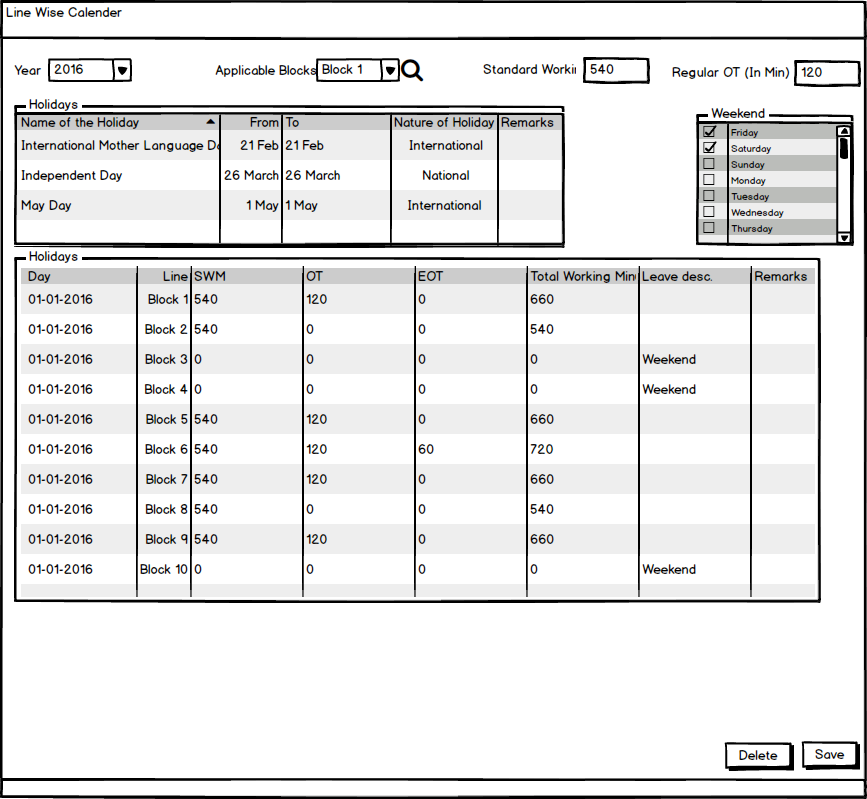 Line Wise Calender
Year 2016 Applicable Blocks Block 1 Standard Workin 540 Regular OT (In Min) 120
Holidays
Name of the Holiday From To Nature of Holiday Remarks
International Mother Language Da 21 Feb 21 Feb International
Independent Day 26 March 26 March National
May Day 1 May 1 May International
Weekend
Friday
Saturday
Sunday
Monday
Tuesday
Wednesday
Thursday
Holidays
Day Line SWM OT EOT Total Working Min Leave desc. Remarks
01-01-2016 Block 1 540 120 0 660
01-01-2016 Block 2 540 0 0 540
01-01-2016 Block 3 0 0 0 0 Weekend
01-01-2016 Block 4 0 0 0 0 Weekend
01-01-2016 Block 5 540 120 0 660
01-01-2016 Block 6 540 120 60 720
01-01-2016 Block 7 540 120 0 660
01-01-2016 Block 8 540 0 0 540
01-01-2016 Block 9 540 120 0 660
01-01-2016 Block 10 0 0 0 0 Weekend
Delete Save